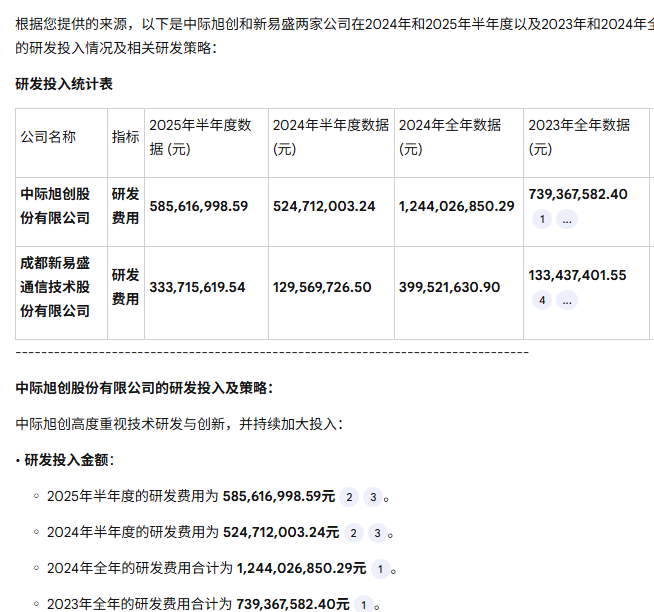 根据您提供的来源，以下是中际旭创和新易盛两家公司在2024年和2025年半年度以及2023年和2024年全
的研发投入情况及相关研发策略：
研发投入统计表
公司名称 指标 2025年半年度数据 (元) 2024年半年度数据 (元) 2024年全年数据 (元) 2023年全年数据 (元)
中际旭创股份有限公司 研发费用 585,616,998.59 524,712,003.24 1,244,026,850.29 739,367,582.40 1 ...
成都新易盛通信技术股份有限公司 研发费用 333,715,619.54 129,569,726.50 399,521,630.90 133,437,401.55 4 ...
--------------------------------------------------------------------------------
中际旭创股份有限公司的研发投入及策略：
中际旭创高度重视技术研发与创新，并持续加大投入：
• 研发投入金额：
◦ 2025年半年度的研发费用为 585,616,998.59元 2 3 。
◦ 2024年半年度的研发费用为 524,712,003.24元 2 3 。
◦ 2024年全年的研发费用合计为 1,244,026,850.29元 1 。
◦ 2023年全年的研发费用合计为 739,367,582.40元 1 。